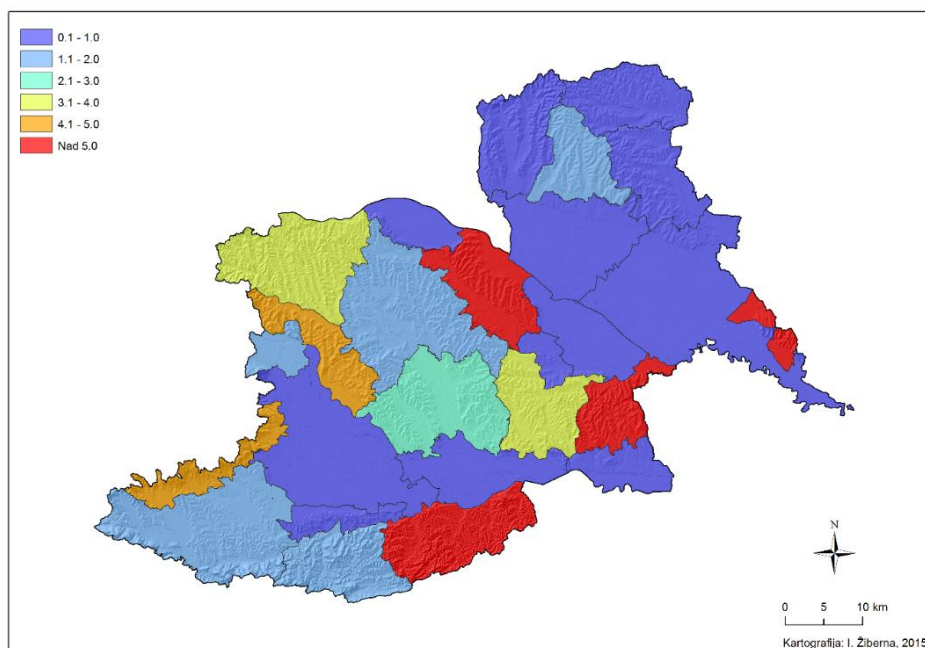 0.1 - 1.0
1.1 - 2.0
2.1 - 3.0
3.1 - 4.0
4.1 - 5.0
Nad 5.0
N
0 5 10 km
Kartografija: I. Žiberna, 2015